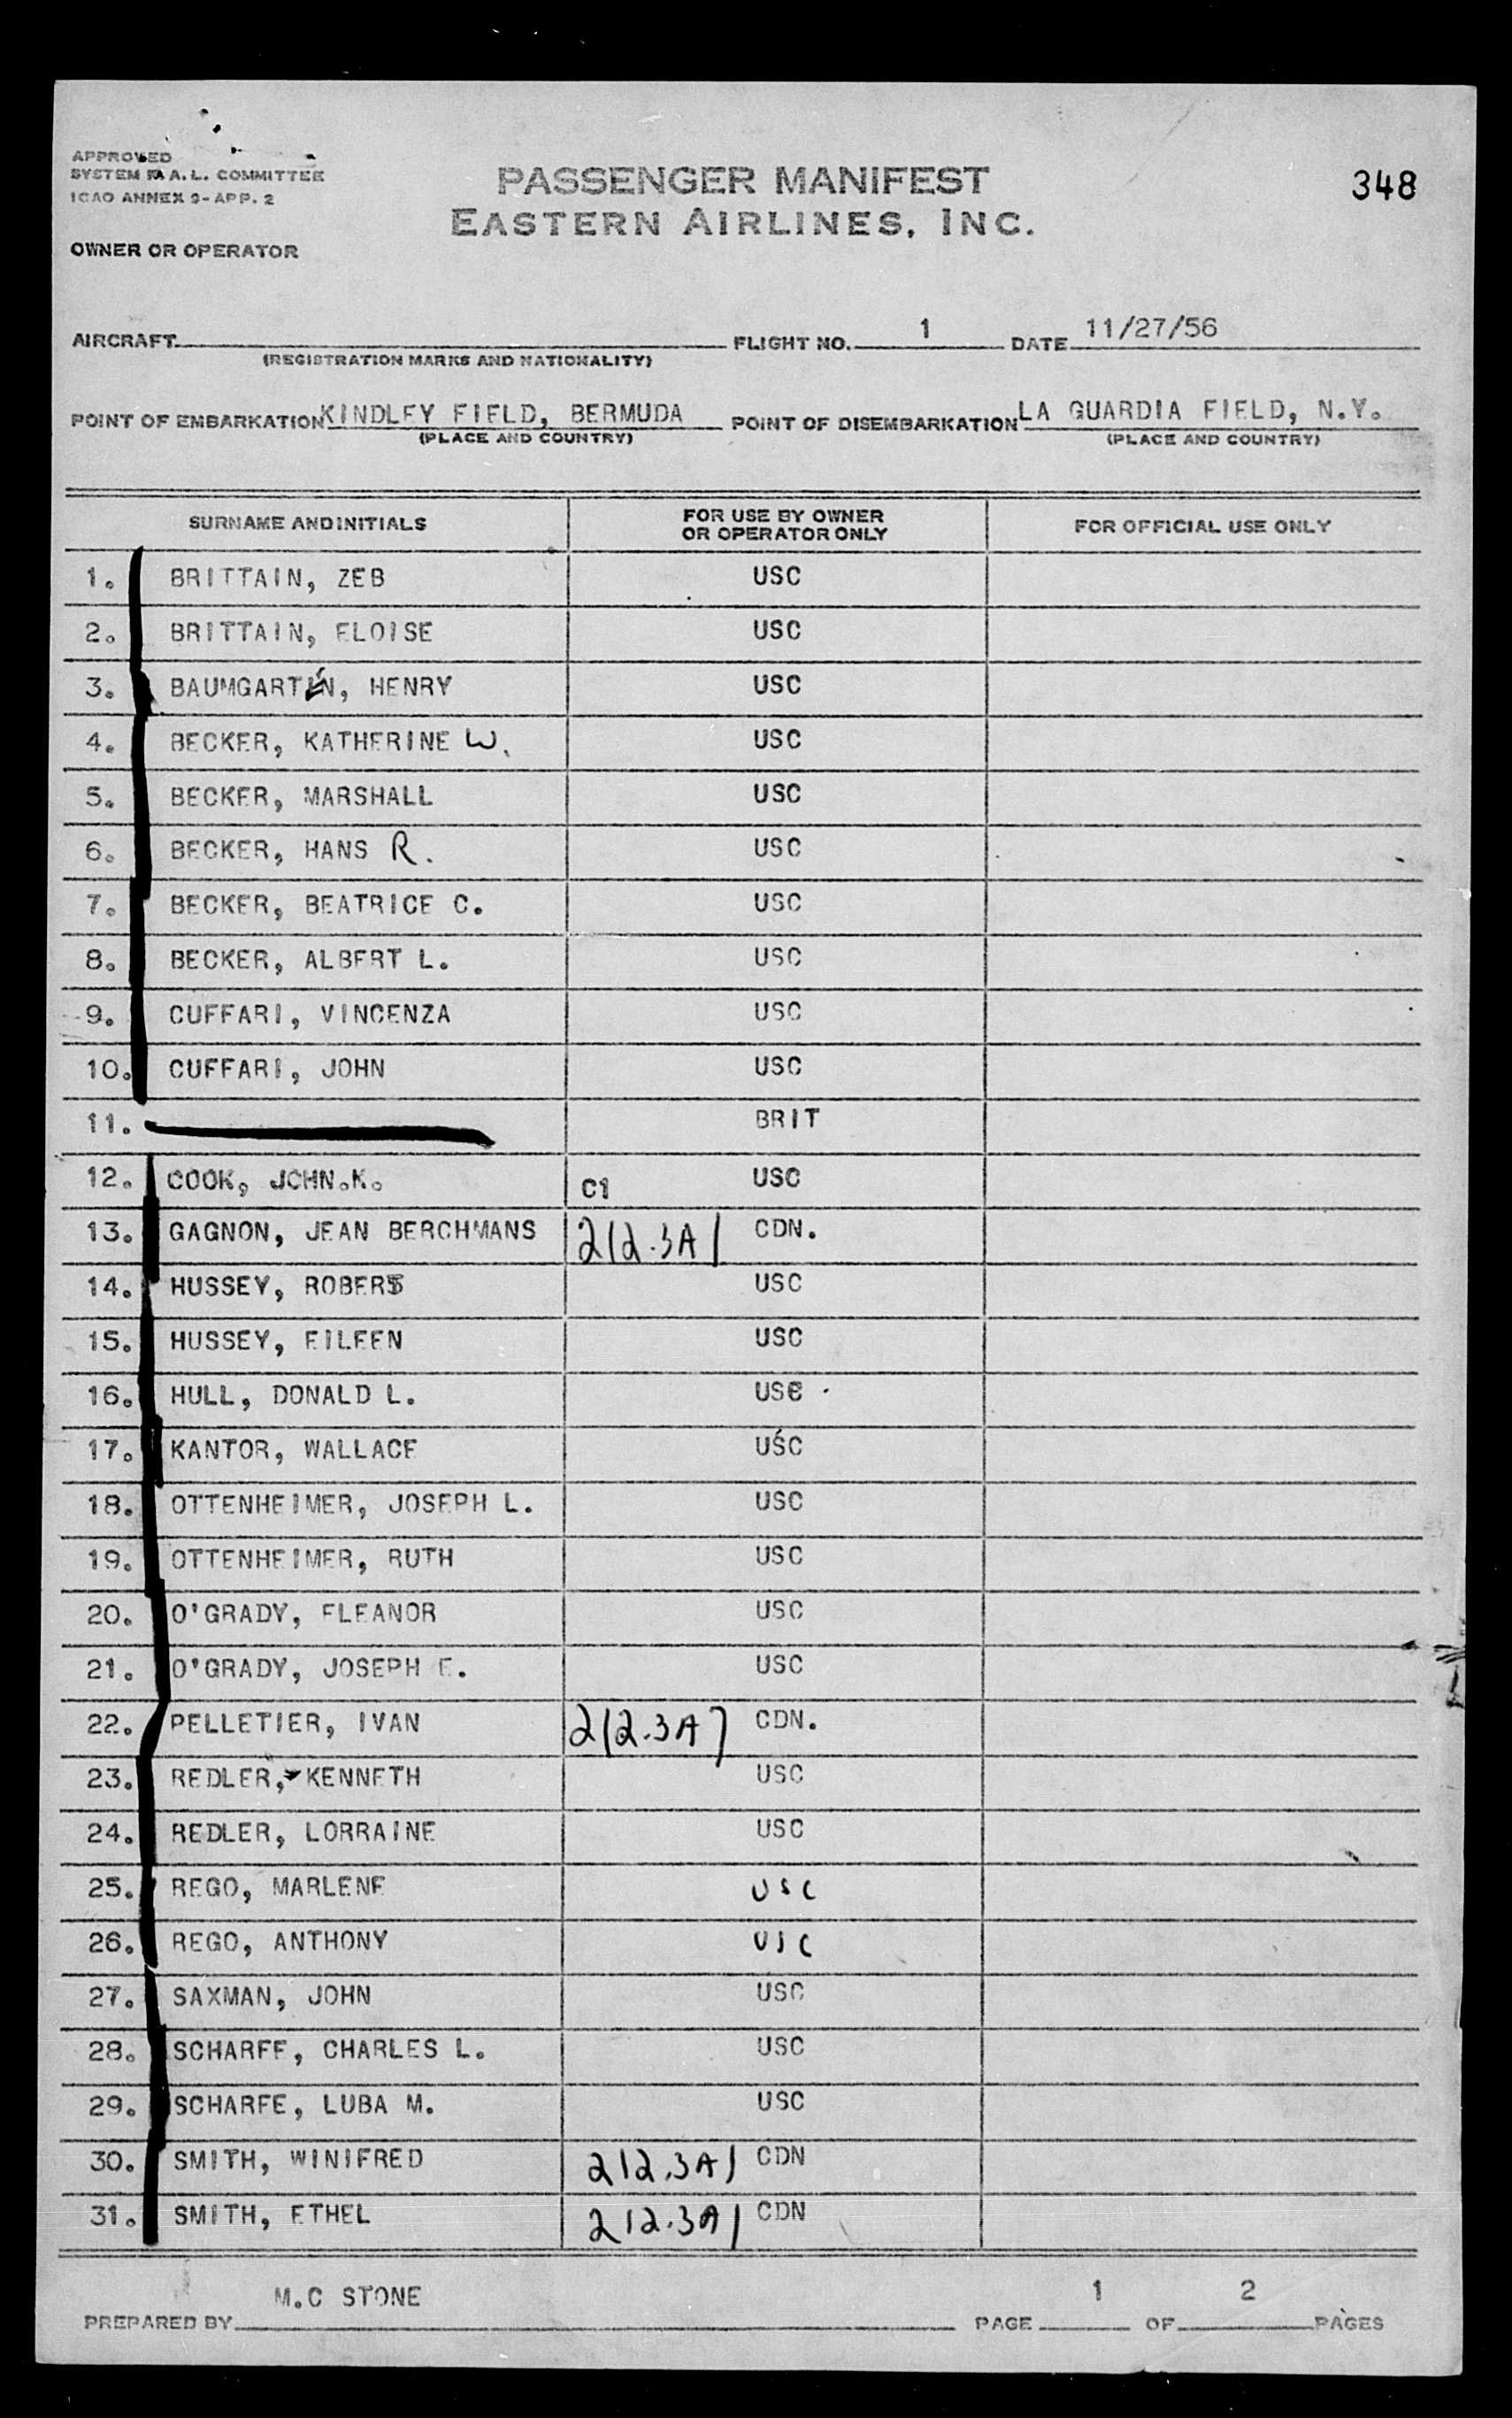 APPROVED
SYSTEM FA A. L. COMMITTEE
ICAO ANNEX 9-APP. 2
OWNER OR OPERATOR
PASSENGER MANIFEST
EASTERN AIRLINES, INC.
348
AIRCRAFT FLIGHT NO. 1 DATE 11/27/56
(REGISTRATION MARKS AND NATIONALITY)
POINT OF EMBARKATION KINDLEY FIELD, BERMUDA POINT OF DISEMBARKATION LA GUARDIA FIELD, N.Y.
(PLACE AND COUNTRY) (PLACE AND COUNTRY)
SURNAME AND INITIALS FOR USE BY OWNER OR OPERATOR ONLY FOR OFFICIAL USE ONLY
1. BRITTAIN, ZEB USC
2. BRITTAIN, ELOISE USC
3. BAUMGARTEN, HENRY USC
4. BECKER, KATHERINE W. USC
5. BECKER, MARSHALL USC
6. BECKER, HANS R. USC
7. BECKER, BEATRICE C. USC
8. BECKER, ALBERT L. USC
9. CUFFARI, VINCENZA USC
10. CUFFARI, JOHN USC
11. BRIT
12. COOK, JOHN.K. C1 USC
13. GAGNON, JEAN BERCHMANS 212.3A1 CDN.
14. HUSSEY, ROBERT USC
15. HUSSEY, EILEEN USC
16. HULL, DONALD L. USC
17. KANTOR, WALLACE USC
18. OTTENHEIMER, JOSEPH L. USC
19. OTTENHEIMER, RUTH USC
20. O'GRADY, ELEANOR USC
21. O'GRADY, JOSEPH E. USC
22. PELLETIER, IVAN 212.3A7 CDN.
23. REDLER, KENNETH USC
24. REDLER, LORRAINE USC
25. REGO, MARLENE USC
26. REGO, ANTHONY USC
27. SAXMAN, JOHN USC
28. SCHARFE, CHARLES L. USC
29. SCHARFE, LUBA M. USC
30. SMITH, WINIFRED 212.3A1 CDN
31. SMITH, ETHEL 212.3A1 CDN
M.C STONE 1 2
PREPARED BY PAGE OF PAGES